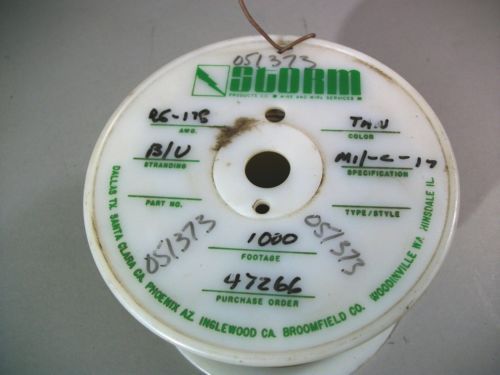 051373
STORM
PRODUCTS CO. ■ WIRE AND WIRE SERVICES ■
RG-178
AWG.
TAN
COLOR
B/U
STRANDING
Mil-C-17
SPECIFICATION
PART NO.
TYPE/STYLE
051373
051373
1000
FOOTAGE
47266
PURCHASE ORDER
DALLAS TX. SANTA CLARA CA. PHOENIX AZ. INGLEWOOD CA. BROOMFIELD CO. WOODINVILLE WA. HINSDALE IL.